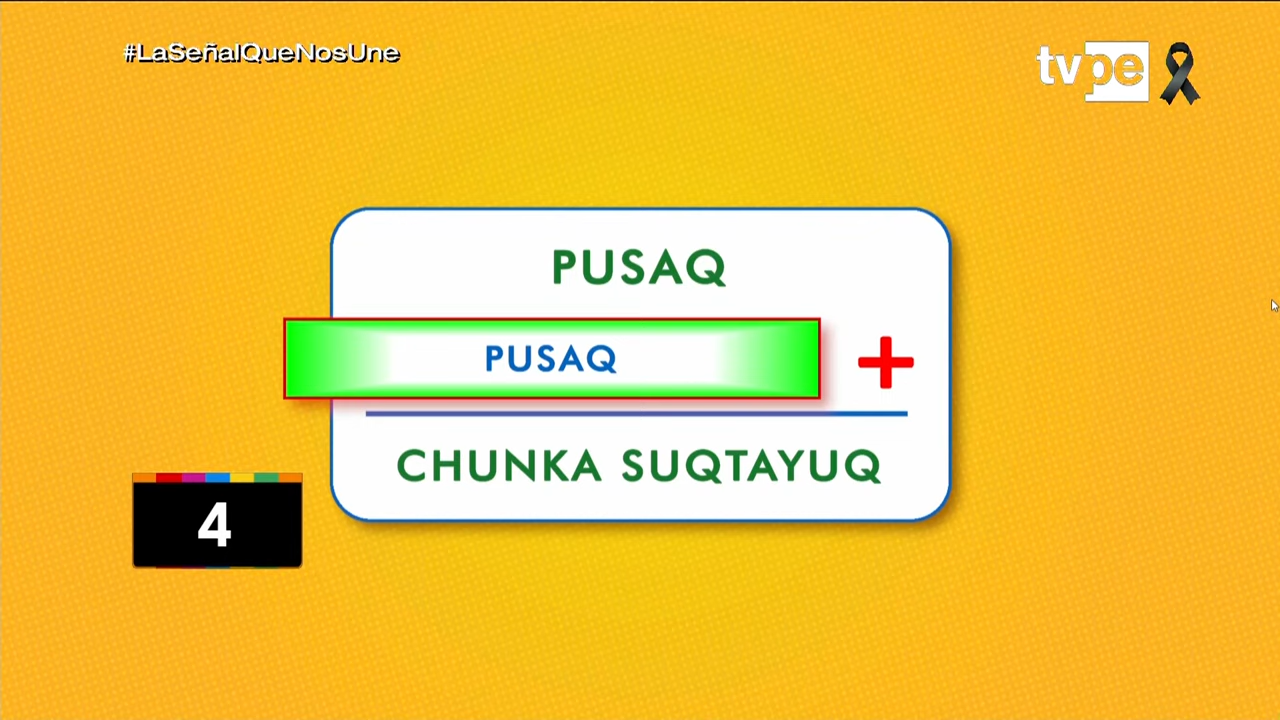 #LaSeñalQueNosUne
tvpe
PUSAQ
PUSAQ
+
CHUNKA SUQTAYUQ
4